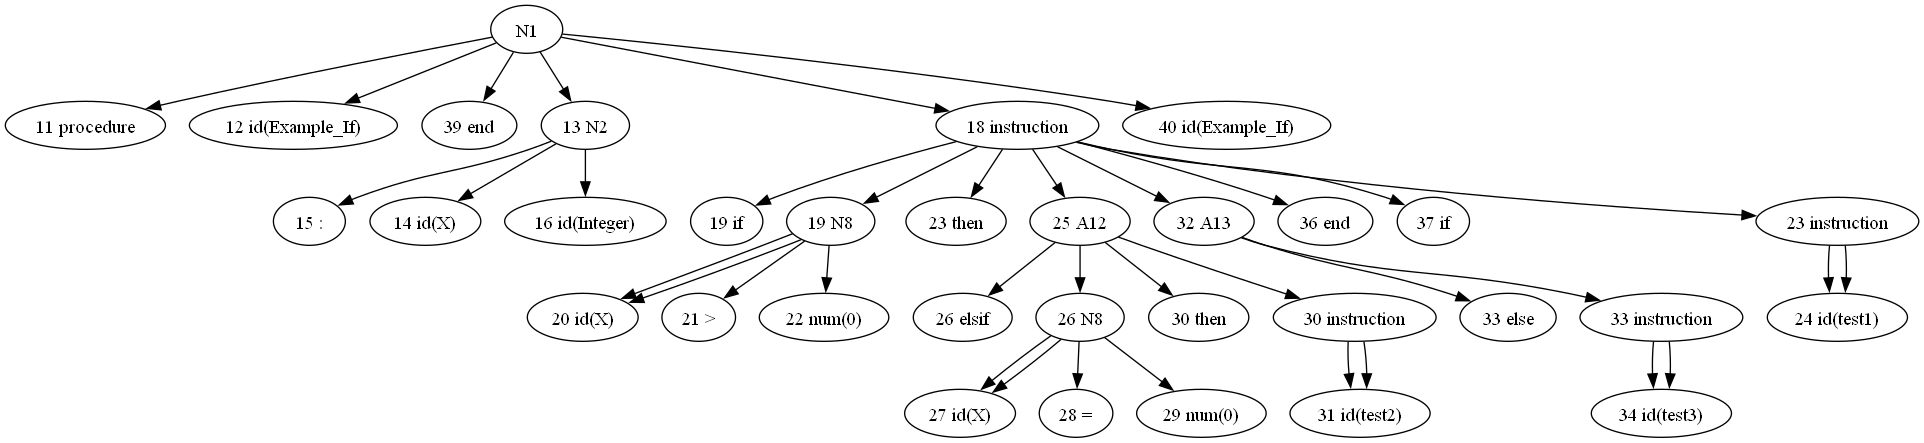 N1
11 procedure
12 id(Example_If)
39 end
13 N2
18 instruction
40 id(Example_If)
15 :
14 id(X)
16 id(Integer)
19 if
19 N8
23 then
25 A12
32 A13
36 end
37 if
23 instruction
20 id(X)
21 >
22 num(0)
26 elsif
26 N8
30 then
30 instruction
33 else
33 instruction
24 id(test1)
27 id(X)
28 =
29 num(0)
31 id(test2)
34 id(test3)